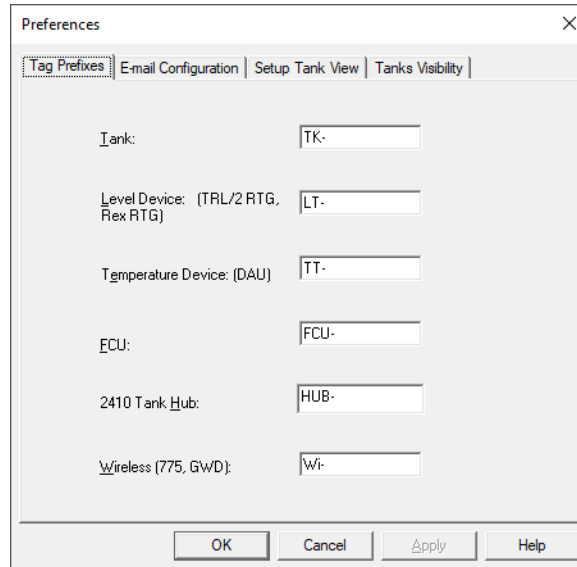 Preferences
Tag Prefixes E-mail Configuration Setup Tank View Tanks Visibility
Tank: TK-
Level Device: (TRL/2 RTG, LT-
Rex RTG)
Temperature Device: (DAU) TT-
FCU: FCU-
2410 Tank Hub: HUB-
Wireless (775, GWD): Wi-
OK Cancel Apply Help